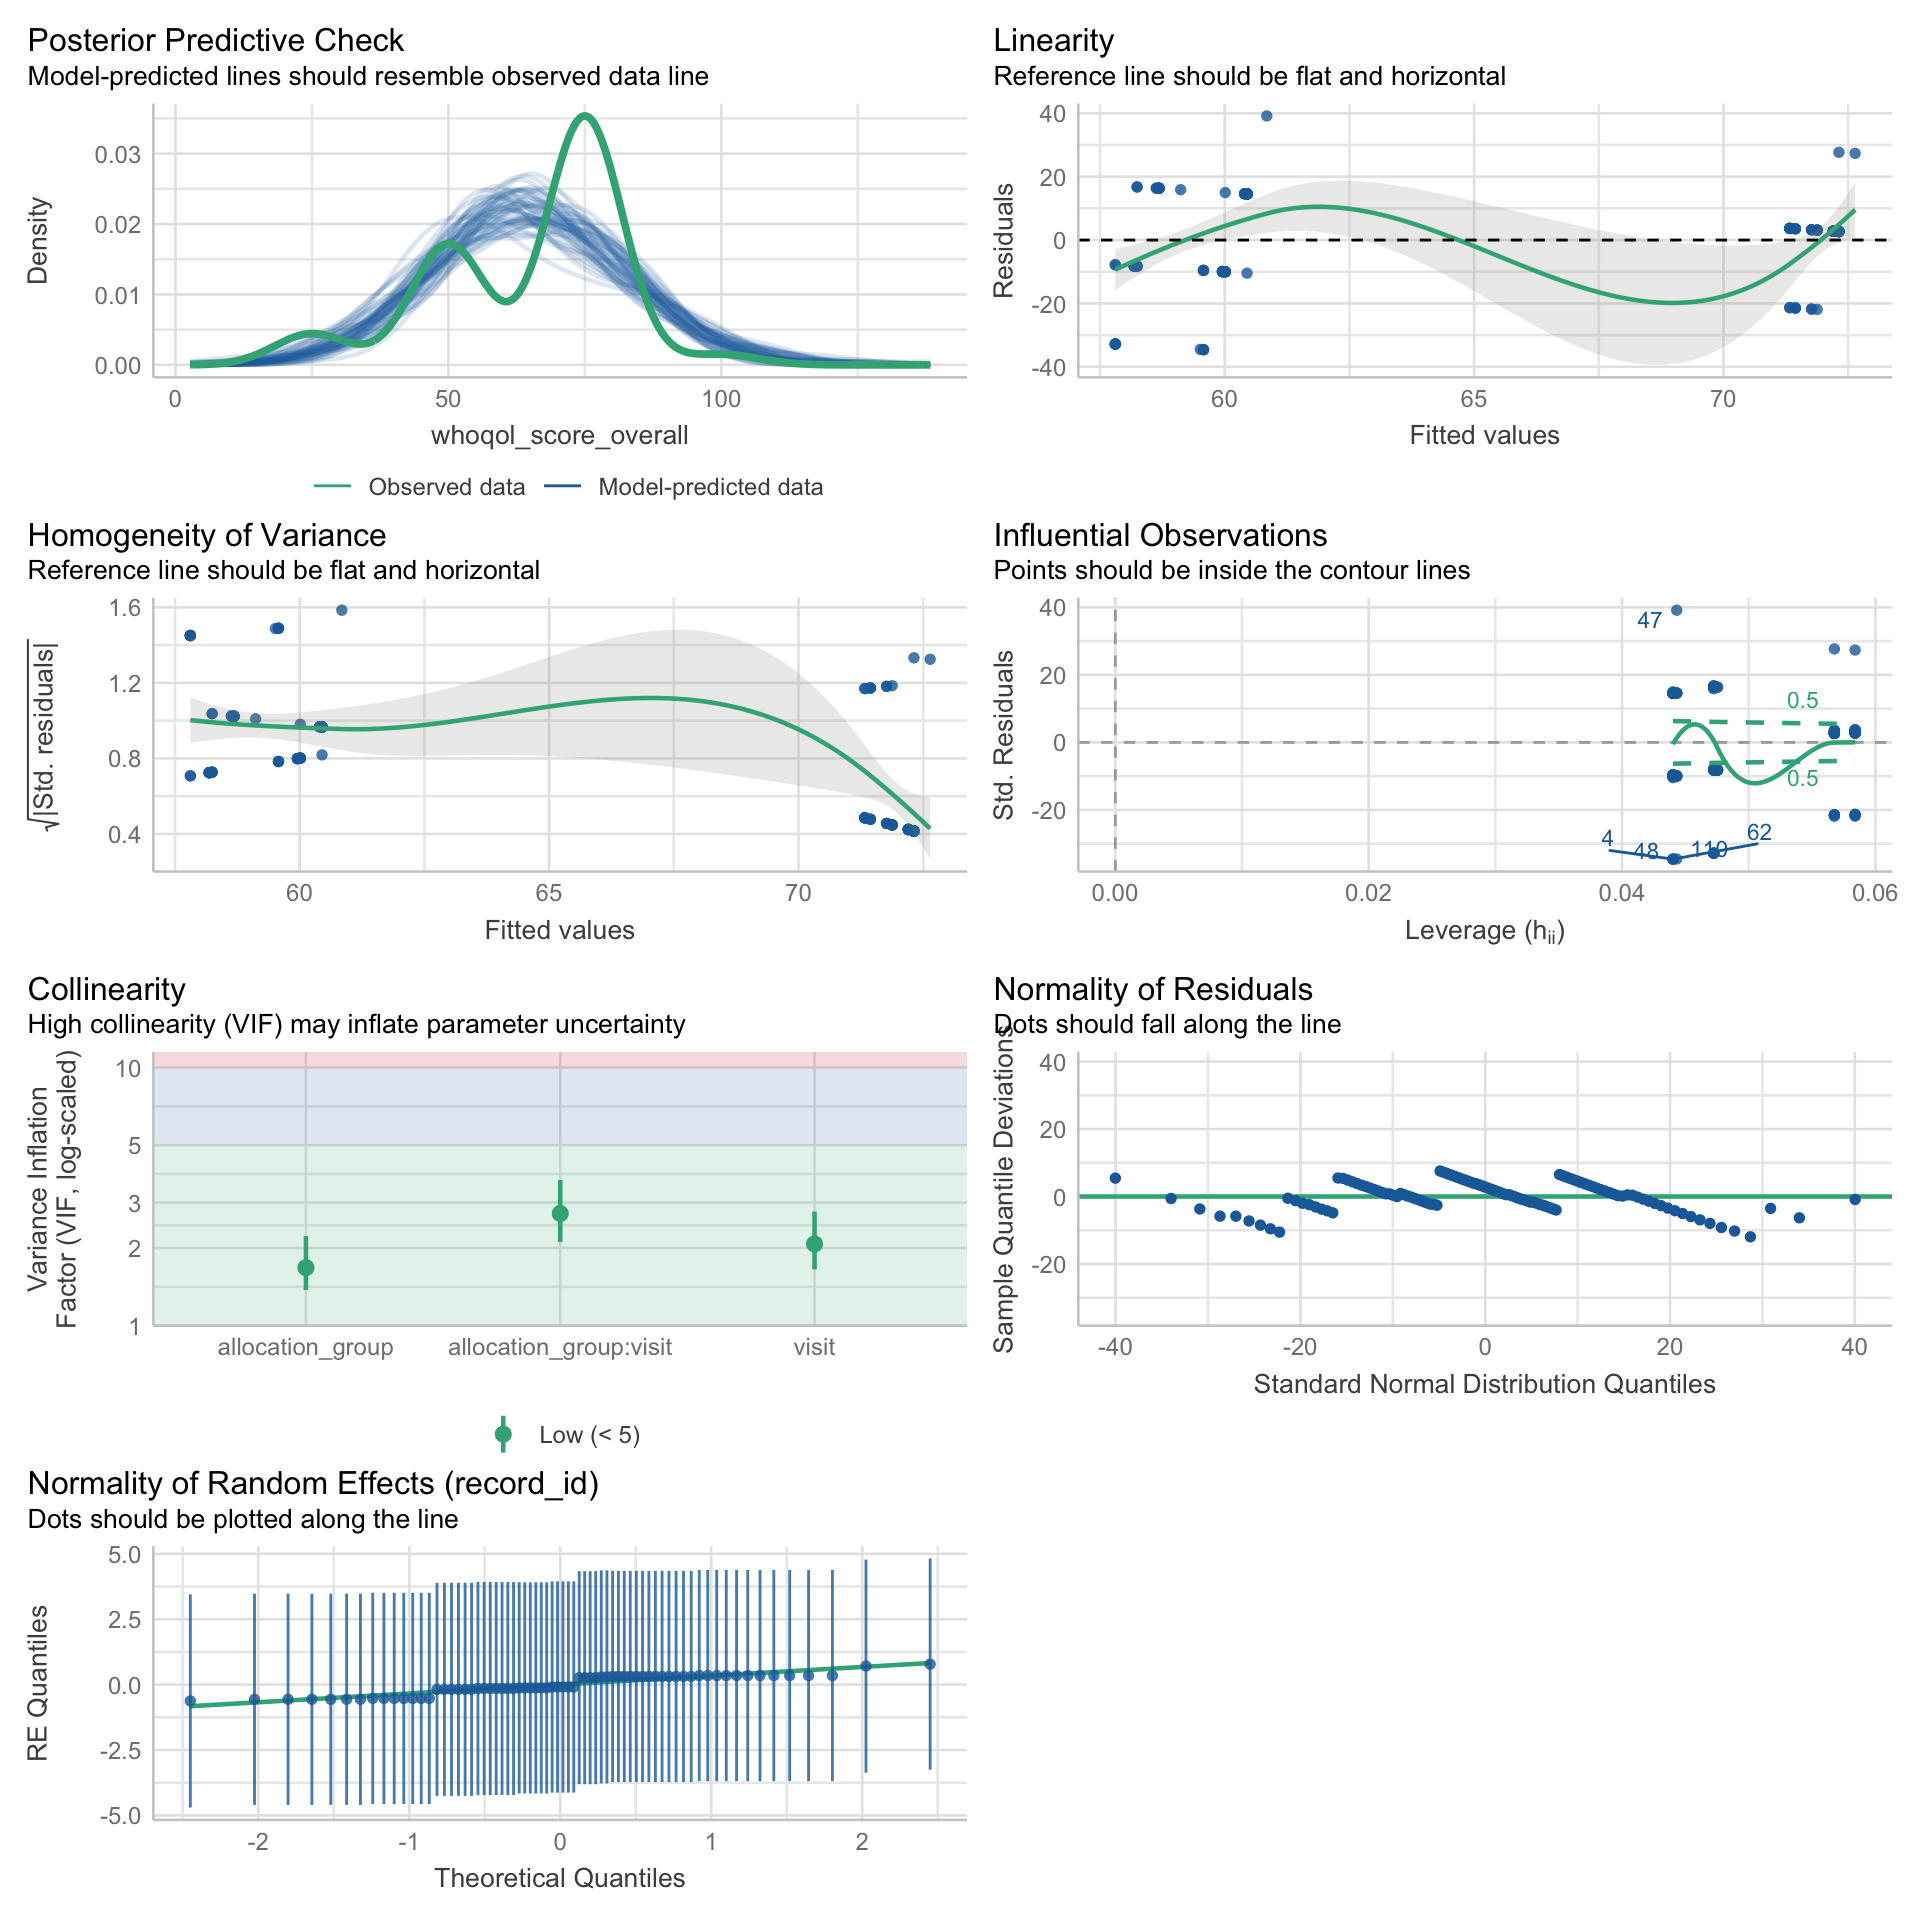 Posterior Predictive Check
Model-predicted lines should resemble observed data line
Density
0.03
0.02
0.01
0.00
0
50
100
whoqol_score_overall
Observed data
Model-predicted data
Linearity
Reference line should be flat and horizontal
Residuals
40
20
0
-20
-40
60
65
70
Fitted values
Homogeneity of Variance
Reference line should be flat and horizontal
√|Std. residuals|
1.6
1.2
0.8
0.4
60
65
70
Fitted values
Influential Observations
Points should be inside the contour lines
Std. Residuals
40
20
0
-20
47
0.5
0.5
4
48
110
62
0.00
0.02
0.04
0.06
Leverage (hii)
Collinearity
High collinearity (VIF) may inflate parameter uncertainty
Variance Inflation
Factor (VIF, log-scaled)
10
5
3
2
1
allocation_group
allocation_group:visit
visit
Low (< 5)
Normality of Residuals
Dots should fall along the line
Sample Quantile Deviations
40
20
0
-20
-40
-20
0
20
40
Standard Normal Distribution Quantiles
Normality of Random Effects (record_id)
Dots should be plotted along the line
RE Quantiles
5.0
2.5
0.0
-2.5
-5.0
-2
-1
0
1
2
Theoretical Quantiles